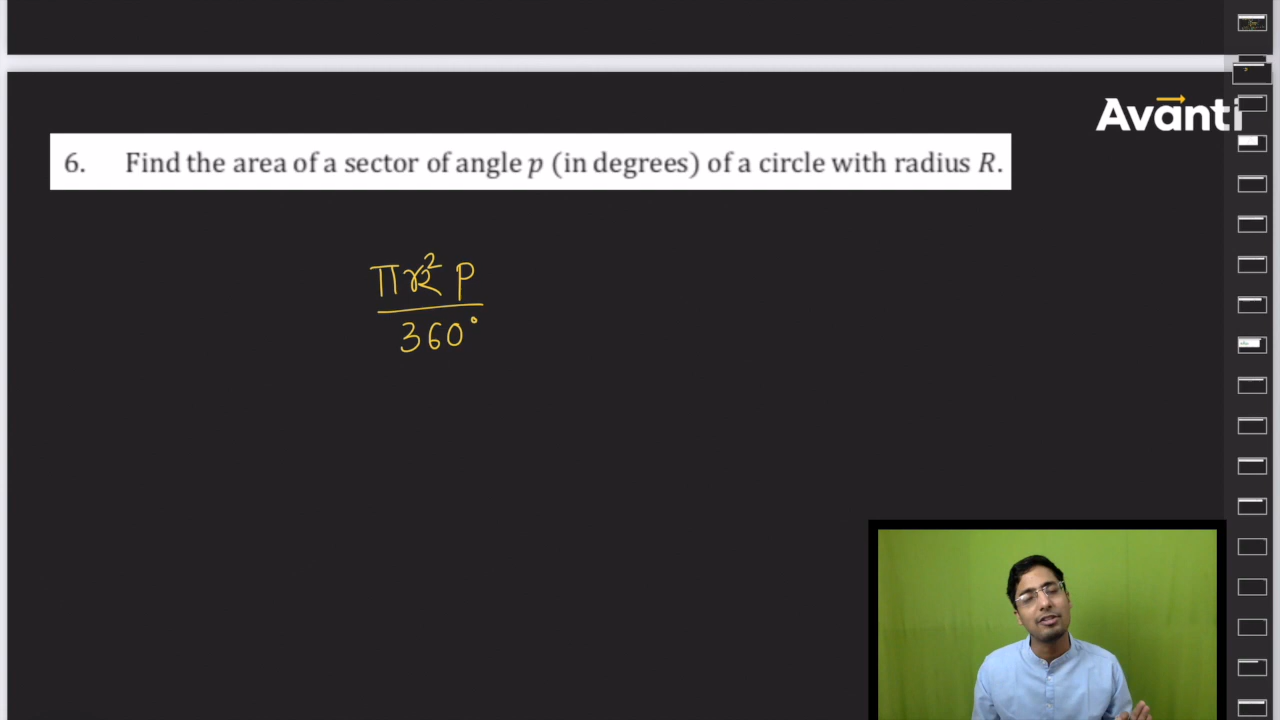 Avanti
6. Find the area of a sector of angle p (in degrees) of a circle with radius R.
πR² p
360°